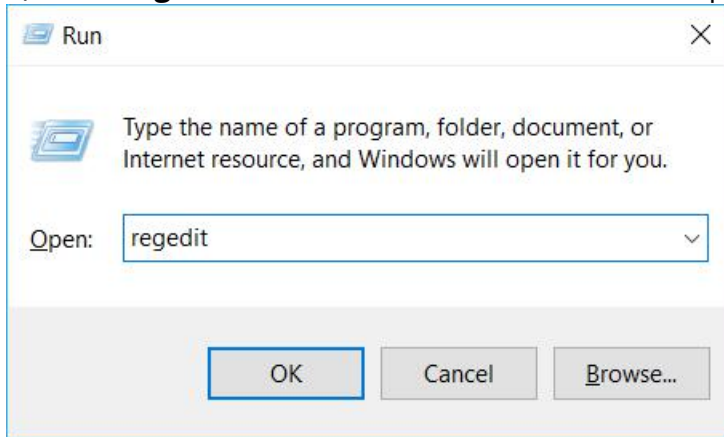 Run
Type the name of a program, folder, document, or
Internet resource, and Windows will open it for you.
Open: regedit
OK Cancel Browse...